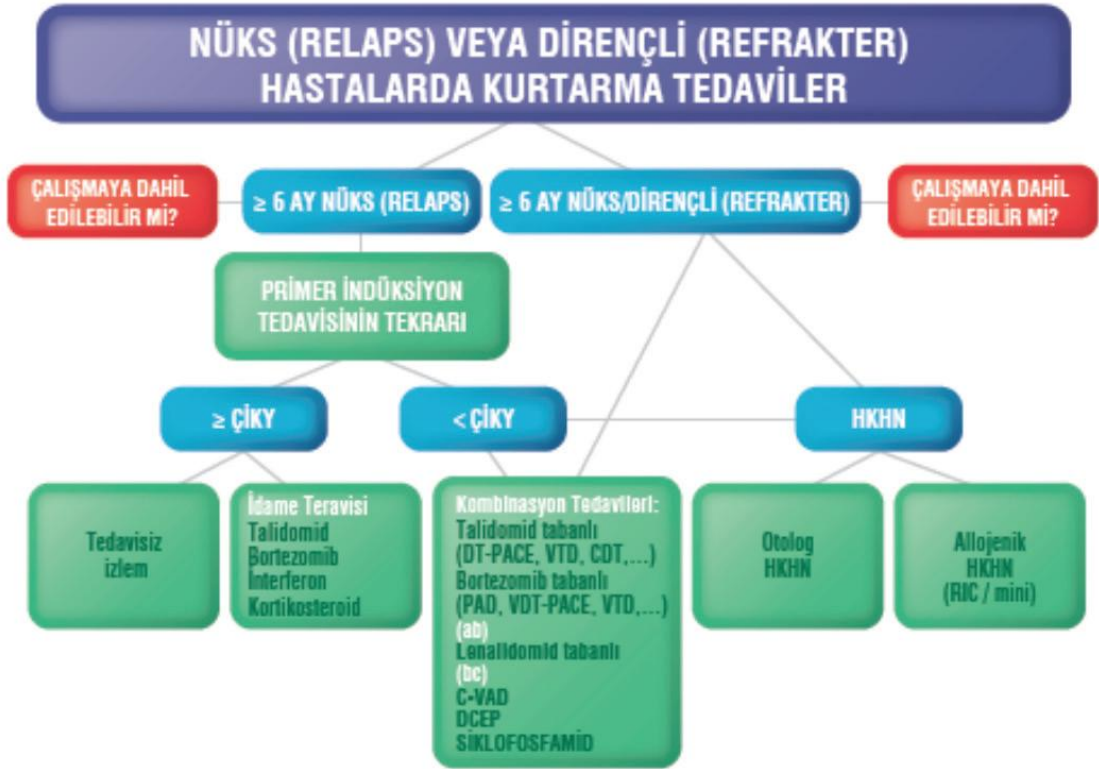 NÜKS (RELAPS) VEYA DİRENÇLİ (REFRAKTER)
HASTALARDA KURTARMA TEDAVİLER
ÇALIŞMAYA DAHİL
EDİLEBİLİR Mİ?
≥ 6 AY NÜKS (RELAPS)
≥ 6 AY NÜKS/DİRENÇLİ (REFRAKTER)
ÇALIŞMAYA DAHİL
EDİLEBİLİR Mİ?
PRİMER İNDÜKSİYON
TEDAVİSİNİN TEKRARI
≥ ÇİKY
< ÇİKY
HKHN
Tedavisiz
izlem
İdame Teravisi
Talidomid
Bortezomib
İnterferon
Kortikosteroid
Kombinasyon Tedavileri:
Talidomid tabanlı
(DT-PACE, VTD, CDT,...)
Bortezomib tabanlı
(PAD, VDT-PACE, VTD,...)
(ab)
Lenalidomid tabanlı
(bc)
C-VAD
DCEP
SİKLOFOSFAMİD
Otolog
HKHN
Allojenik
HKHN
(RIC / mini)